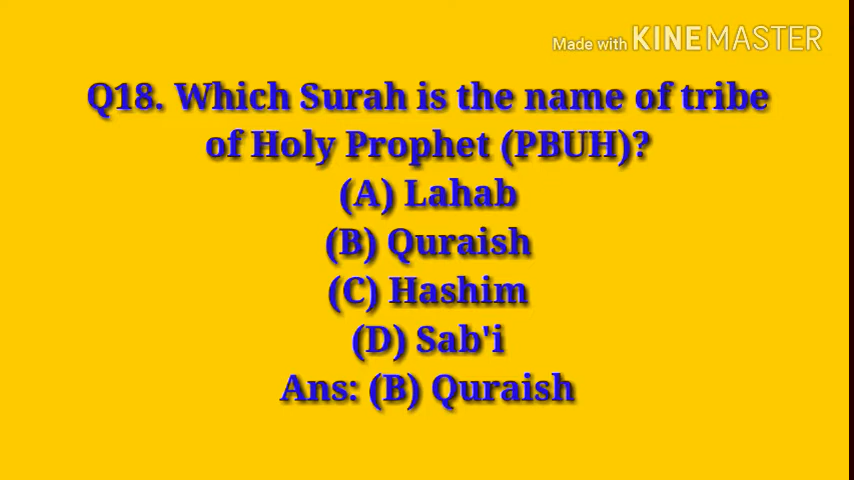 Made with KINEMASTER
Q18. Which Surah is the name of tribe
of Holy Prophet (PBUH)?
(A) Lahab
(B) Quraish
(C) Hashim
(D) Sab'i
Ans: (B) Quraish